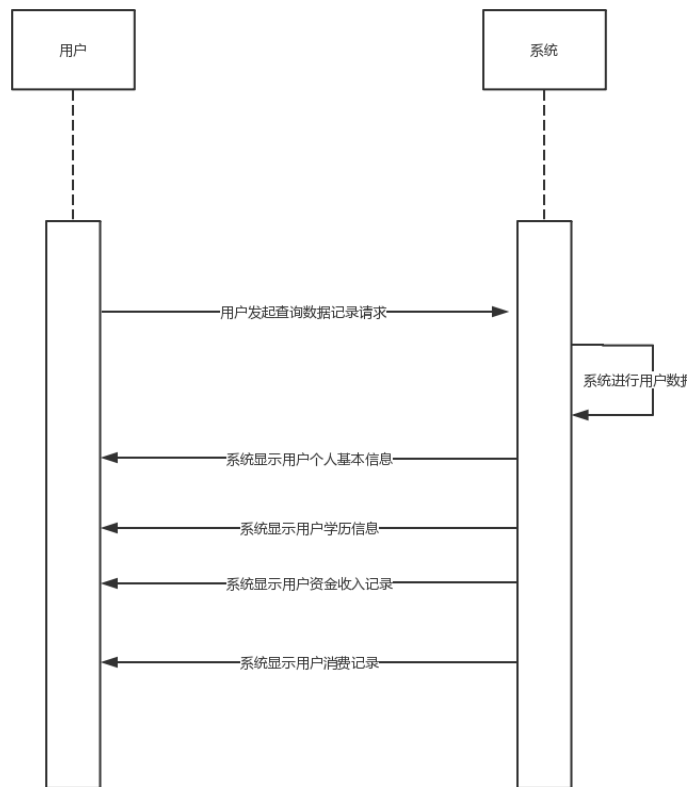 用户
系统
用户发起查询数据记录请求
系统进行用户数据
系统显示用户个人基本信息
系统显示用户学历信息
系统显示用户资金收入记录
系统显示用户消费记录